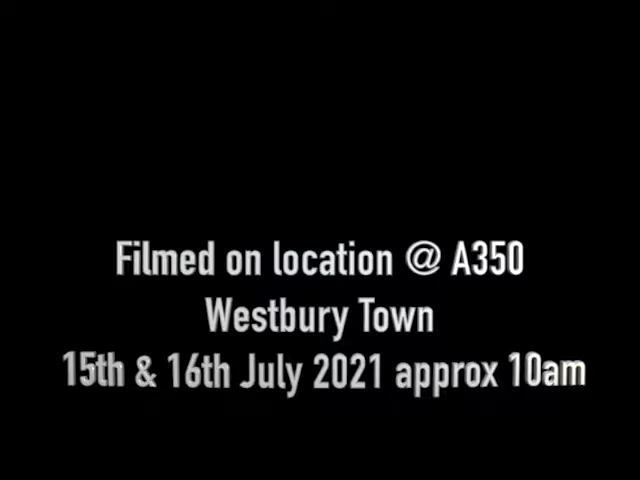 Filmed on location @ A350
Westbury Town
15th & 16th July 2021 approx 10am